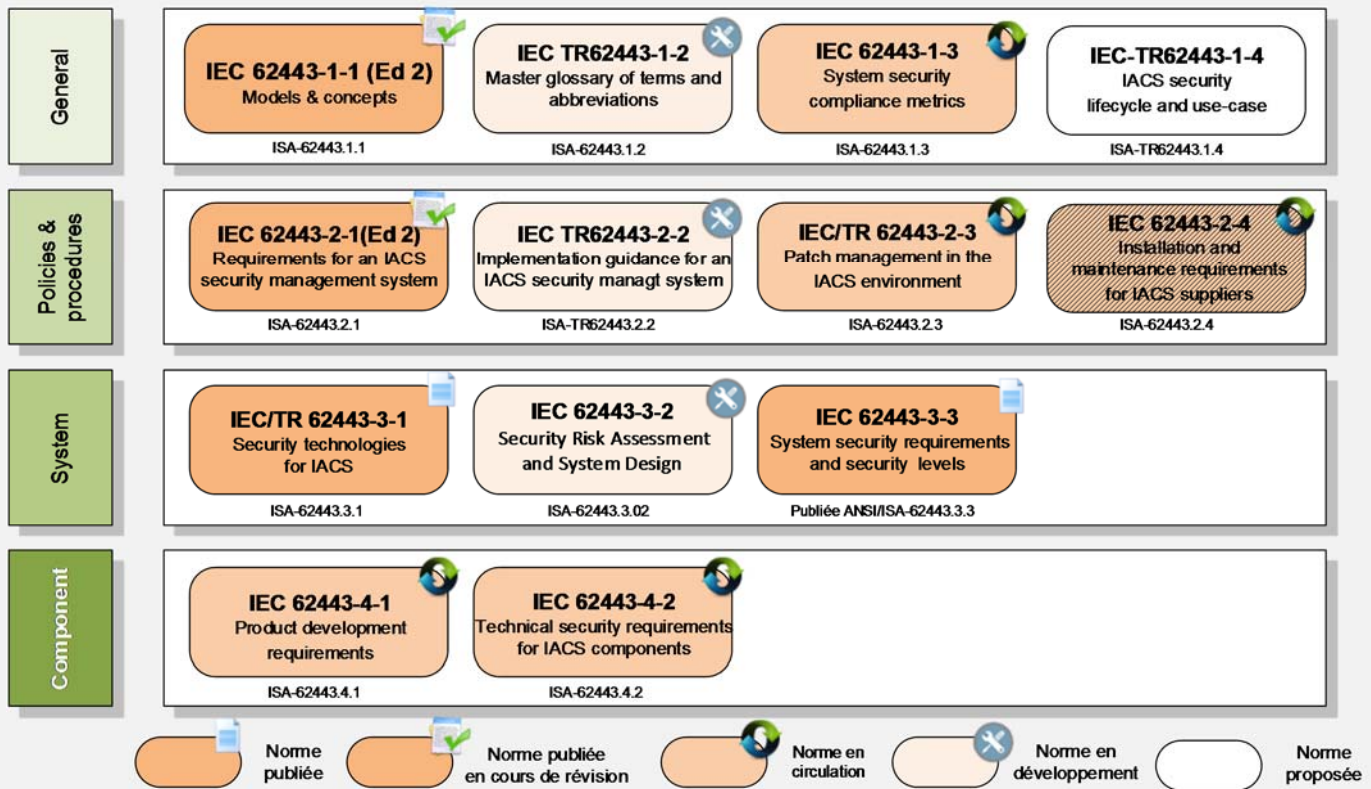 General
IEC 62443-1-1 (Ed 2)
Models & concepts
ISA-62443.1.1
IEC TR62443-1-2
Master glossary of terms and
abbreviations
ISA-62443.1.2
IEC 62443-1-3
System security
compliance metrics
ISA-62443.1.3
IEC-TR62443-1-4
IACS security
lifecycle and use-case
ISA-TR62443.1.4
Policies &
procedures
IEC 62443-2-1(Ed 2)
Requirements for an IACS
security management system
ISA-62443.2.1
IEC TR62443-2-2
Implementation guidance for an
IACS security managt system
ISA-TR62443.2.2
IEC/TR 62443-2-3
Patch management in the
IACS environment
ISA-62443.2.3
IEC 62443-2-4
Installation and
maintenance requirements
for IACS suppliers
ISA-62443.2.4
System
IEC/TR 62443-3-1
Security technologies
for IACS
ISA-62443.3.1
IEC 62443-3-2
Security Risk Assessment
and System Design
ISA-62443.3.02
IEC 62443-3-3
System security requirements
and security levels
Publiée ANSI/ISA-62443.3.3
Component
IEC 62443-4-1
Product development
requirements
ISA-62443.4.1
IEC 62443-4-2
Technical security requirements
for IACS components
ISA-62443.4.2
Norme
publiée
Norme publiée
en cours de révision
Norme en
circulation
Norme en
développement
Norme
proposée